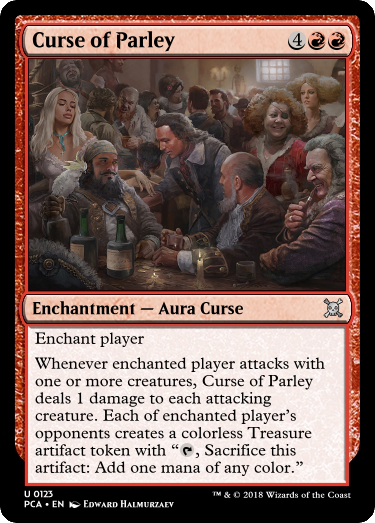 Curse of Parley 4
Enchantment — Aura Curse
Enchant player
Whenever enchanted player attacks with
one or more creatures, Curse of Parley
deals 1 damage to each attacking
creature. Each of enchanted player's
opponents creates a colorless Treasure
artifact token with “, Sacrifice this
artifact: Add one mana of any color.”
U 0123
PCA • EN Edward Halmurzaev
™ & © 2018 Wizards of the Coast